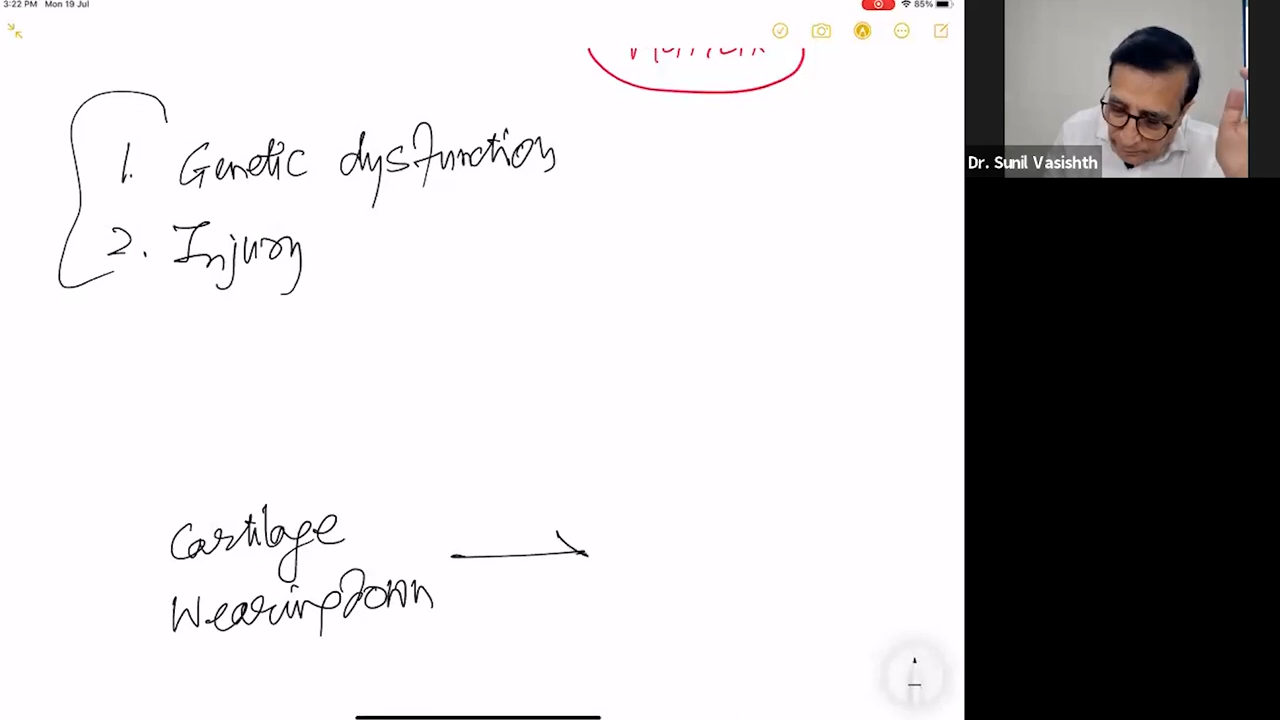 3:22 PM Mon 19 Jul
85%
1. Genetic dysfunction
2. Injury
Cartilage
Wearing down
Dr. Sunil Vasishth